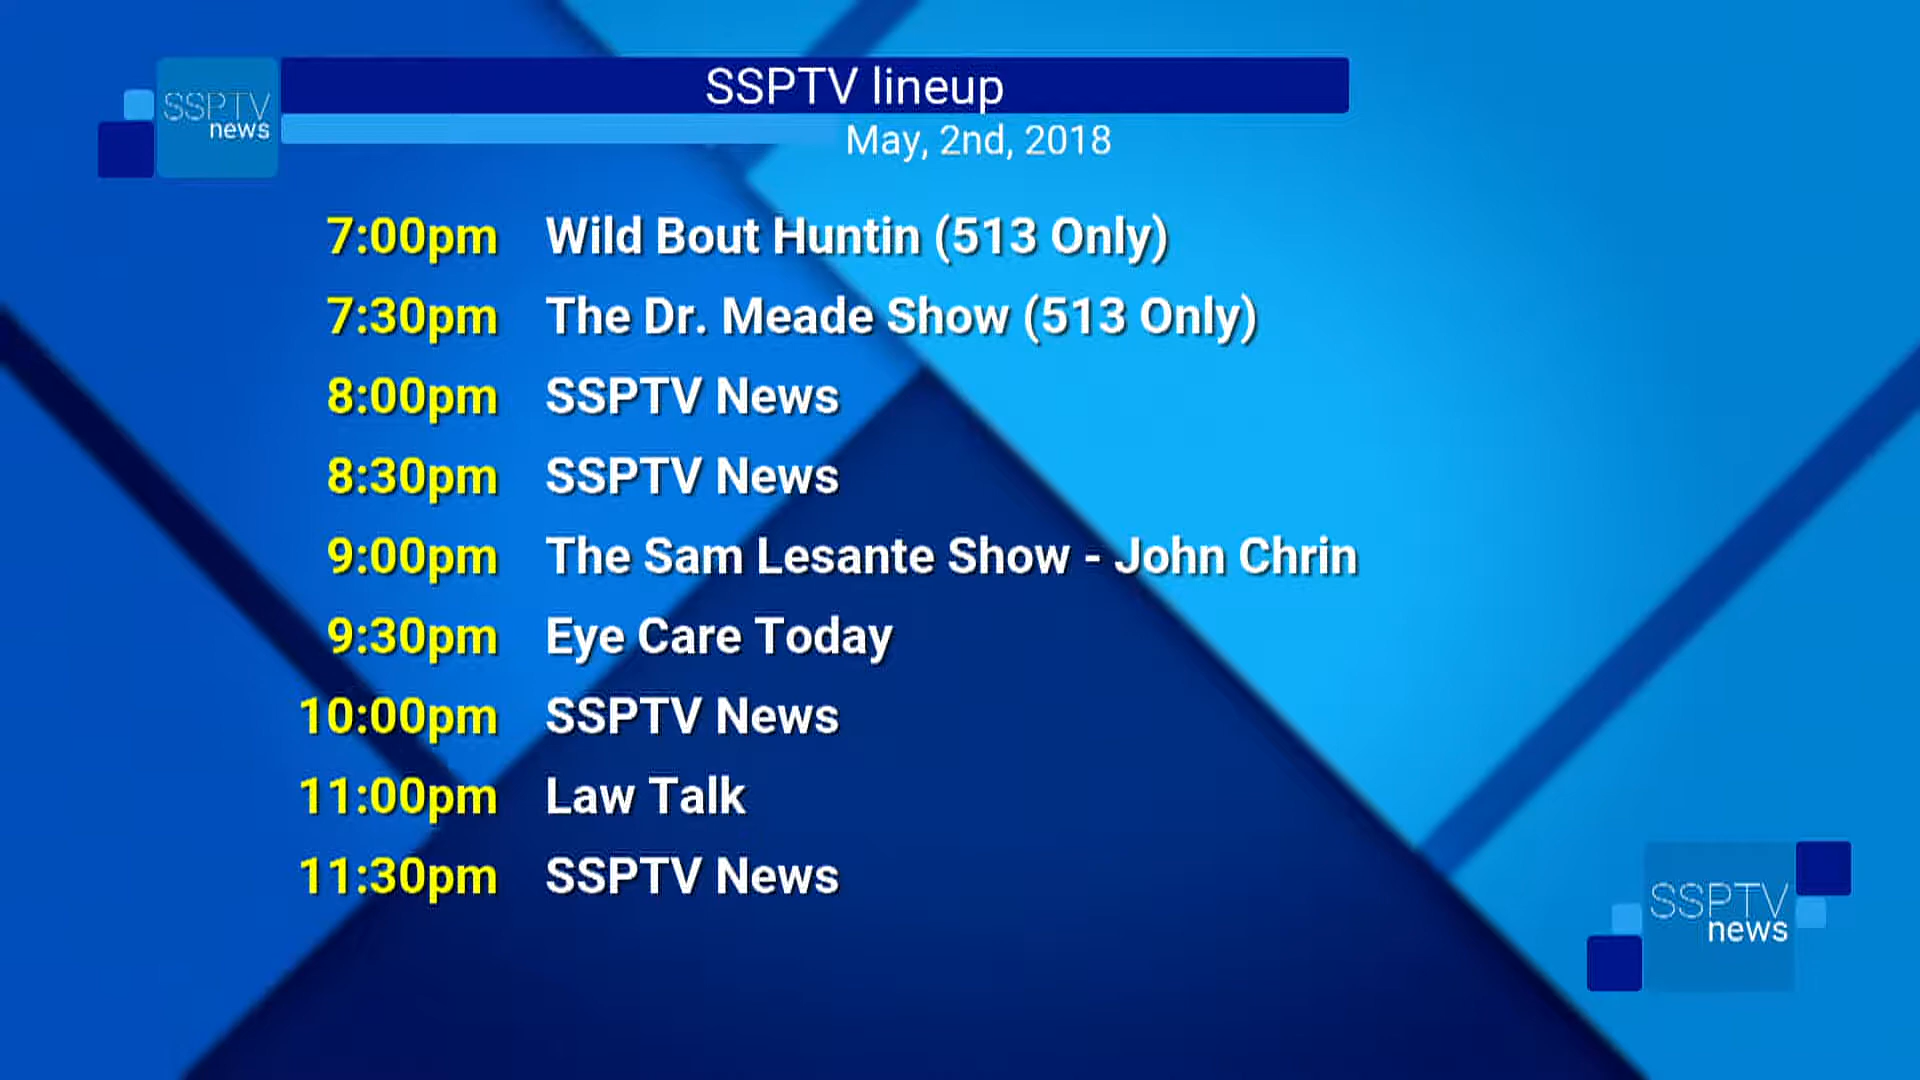 SSPTV lineup
SSPTV
news
May, 2nd, 2018
7:00pm Wild Bout Huntin (513 Only)
7:30pm The Dr. Meade Show (513 Only)
8:00pm SSPTV News
8:30pm SSPTV News
9:00pm The Sam Lesante Show - John Chrin
9:30pm Eye Care Today
10:00pm SSPTV News
11:00pm Law Talk
11:30pm SSPTV News
SSPTV
news